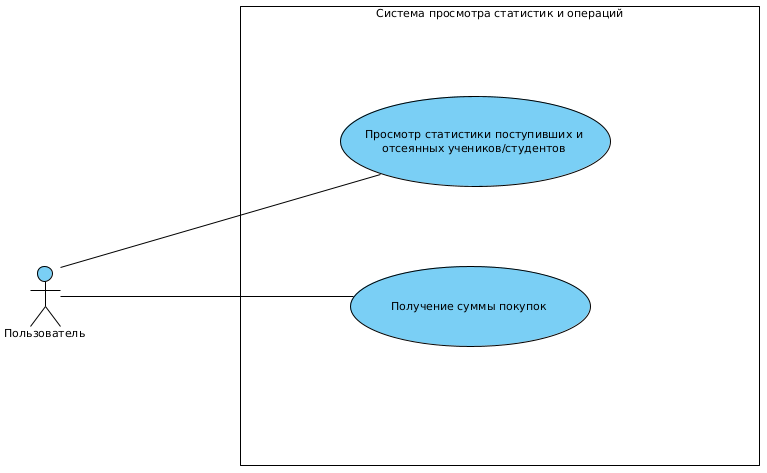 Система просмотра статистик и операций
Просмотр статистики поступивших и
отсеянных учеников/студентов
Получение суммы покупок
Пользователь